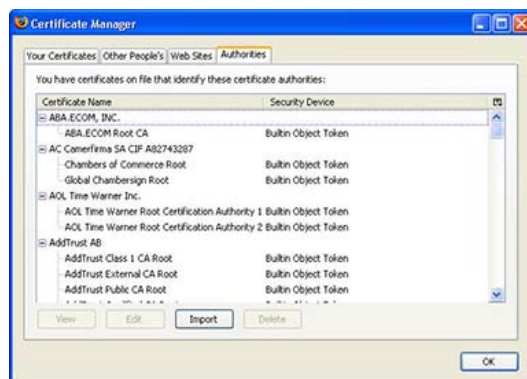 Certificate Manager
Your Certificates Other People's Web Sites Authorities
You have certificates on file that identify these certificate authorities:
Certificate Name Security Device
ABA.ECOM, INC.
ABA.ECOM Root CA Builtin Object Token
AC Camerfirma SA CIF A82743287
Chambers of Commerce Root Builtin Object Token
Global Chambersign Root Builtin Object Token
AOL Time Warner Inc.
AOL Time Warner Root Certification Authority 1 Builtin Object Token
AOL Time Warner Root Certification Authority 2 Builtin Object Token
AddTrust AB
AddTrust Class 1 CA Root Builtin Object Token
AddTrust External CA Root Builtin Object Token
AddTrust Public CA Root Builtin Object Token
View Edit Import Delete
OK